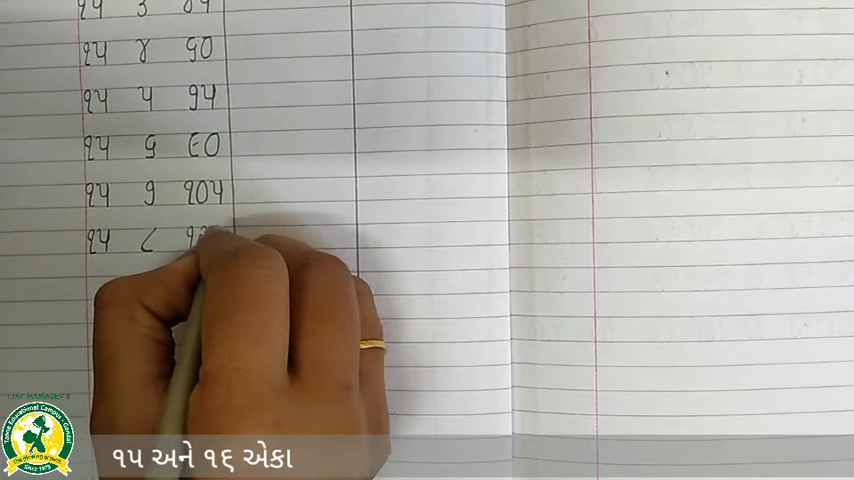 ૧૫ ૪ ૬૦
૧૫ ૫ ૭૫
૧૫ ૬ ૯૦
૧૫ ૭ ૧૦૫
૧૫ ૮
૧૫ અને ૧૬ એકા